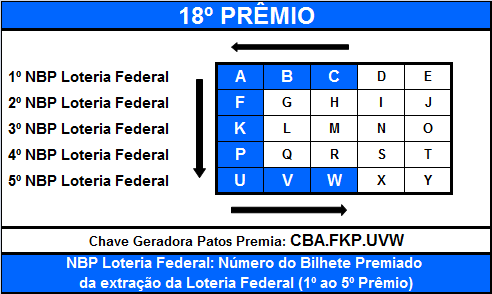 18º PRÊMIO
1º NBP Loteria Federal A B C D E
2º NBP Loteria Federal F G H I J
3º NBP Loteria Federal K L M N O
4º NBP Loteria Federal P Q R S T
5º NBP Loteria Federal U V W X Y
Chave Geradora Patos Premia: CBA.FKP.UVW
NBP Loteria Federal: Número do Bilhete Premiado
da extração da Loteria Federal (1º ao 5º Prêmio)